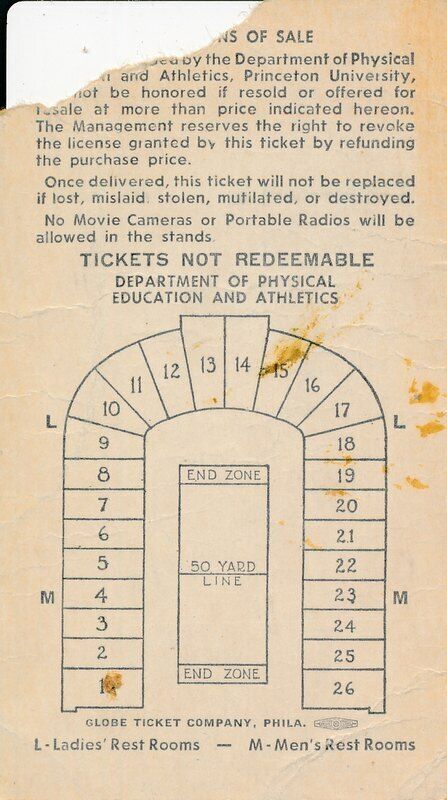 NS OF SALE
by the Department of Physical
and Athletics, Princeton University,
not be honored if resold or offered for
resale at more than price indicated hereon.
The Management reserves the right to revoke
the license granted by this ticket by refunding
the purchase price.
Once delivered, this ticket will not be replaced
if lost, mislaid, stolen, mutilated, or destroyed.
No Movie Cameras or Portable Radios will be
allowed in the stands.
TICKETS NOT REDEEMABLE
DEPARTMENT OF PHYSICAL
EDUCATION AND ATHLETICS
13 14
12 15
11 16
10 17
L L
9 18
8 END ZONE 19
7 20
6 21
5 50 YARD 22
LINE
M 4 23 M
3 24
2 25
END ZONE
1 26
GLOBE TICKET COMPANY, PHILA.
L-Ladies' Rest Rooms — M-Men's Rest Rooms